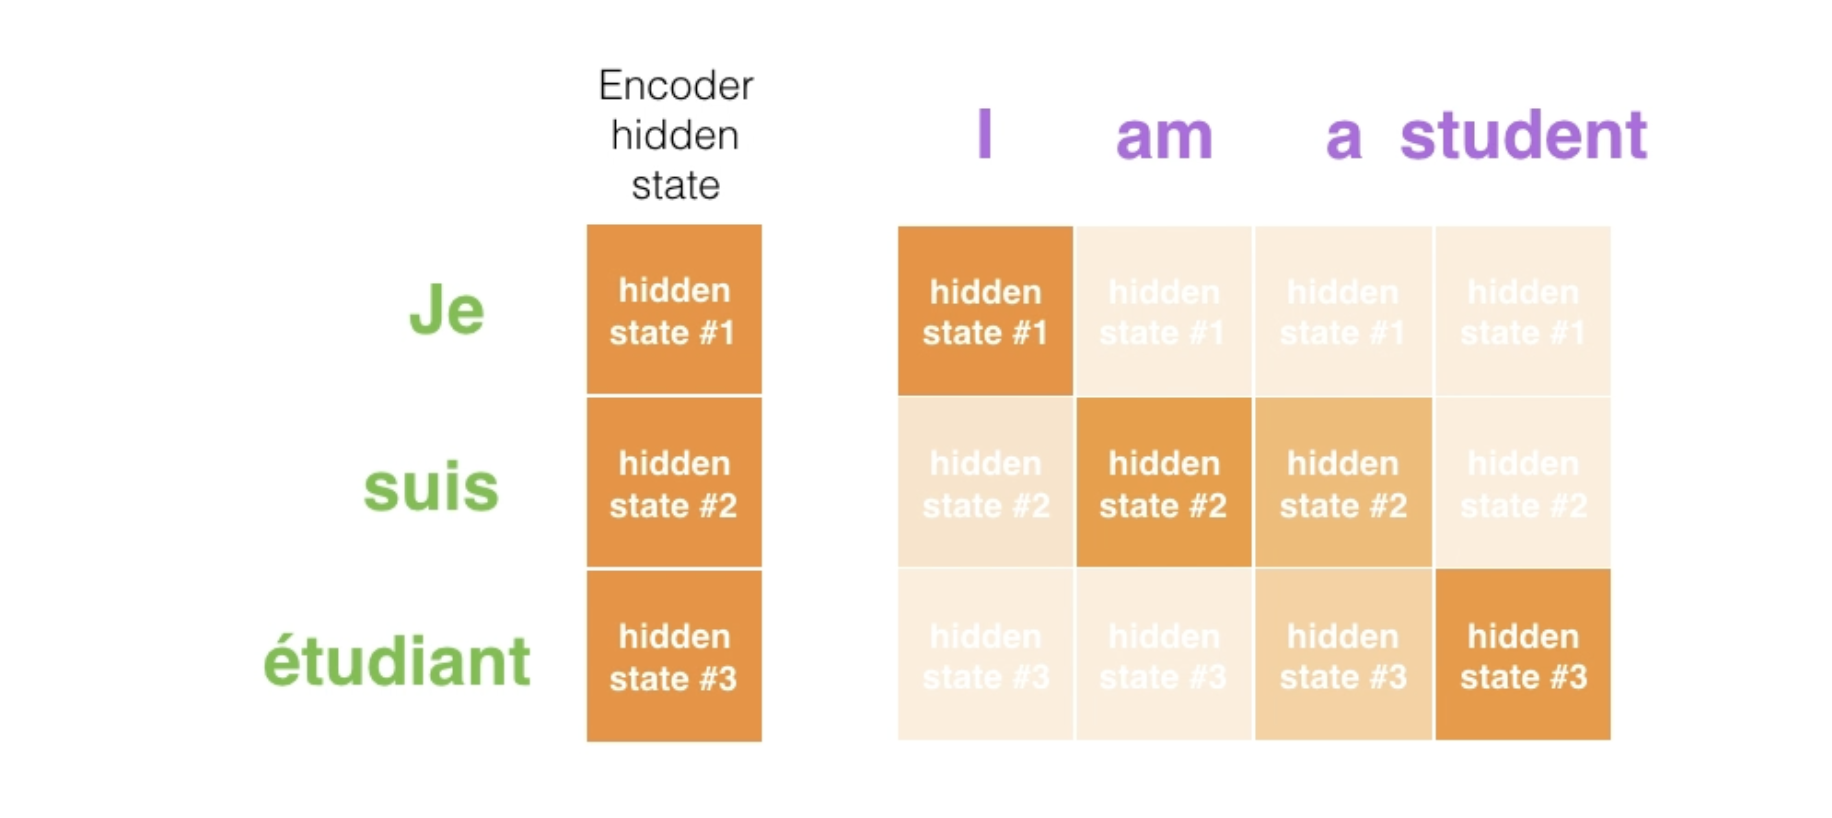 Encoder
hidden
state
I am a student
Je
hidden
state #1
hidden
state #1
hidden
state #1
hidden
state #1
hidden
state #1
suis
hidden
state #2
hidden
state #2
hidden
state #2
hidden
state #2
hidden
state #2
étudiant
hidden
state #3
hidden
state #3
hidden
state #3
hidden
state #3
hidden
state #3